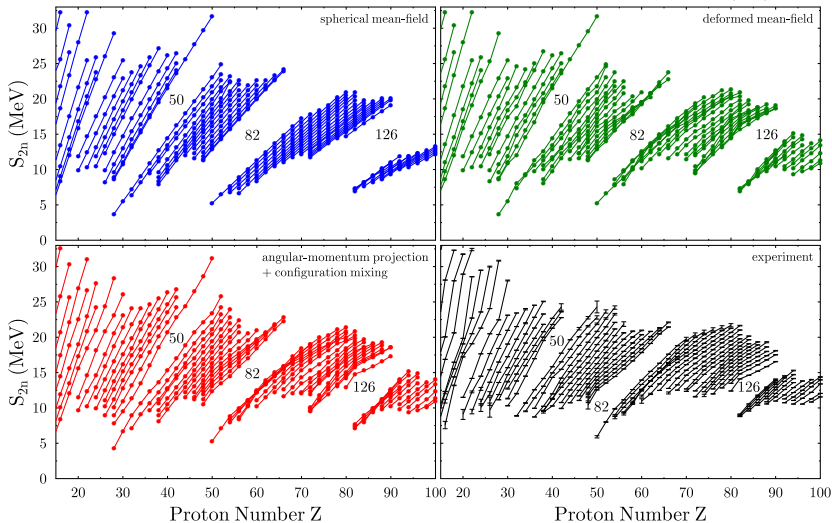 spherical mean-field
deformed mean-field
30
25
20
15
10
5
0
S2n (MeV)
50
82
126
50
82
126
angular-momentum projection
+ configuration mixing
experiment
30
25
20
15
10
5
0
S2n (MeV)
50
82
126
50
82
126
20 30 40 50 60 70 80 90 100
20 30 40 50 60 70 80 90 100
Proton Number Z
Proton Number Z